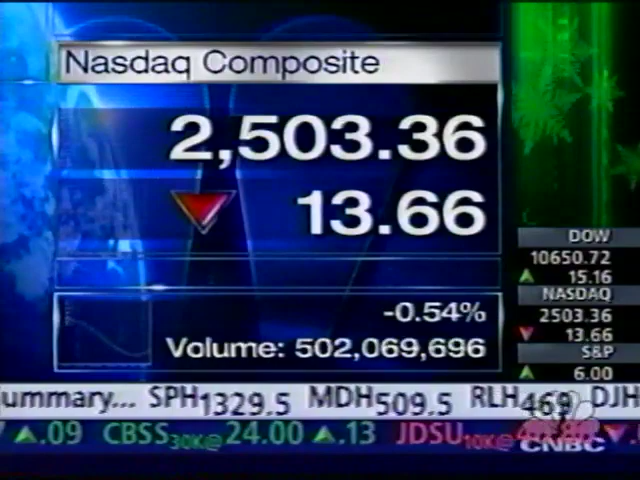 Nasdaq Composite
2,503.36
13.66
-0.54%
Volume: 502,069,696
DOW
10650.72
15.16
NASDAQ
2503.36
13.66
S&P
6.00
ummary... SPH1329.5 MDH509.5 RLH469 DJH
.09 CBSS30K@24.00 .13 JDSU10K@
CNBC